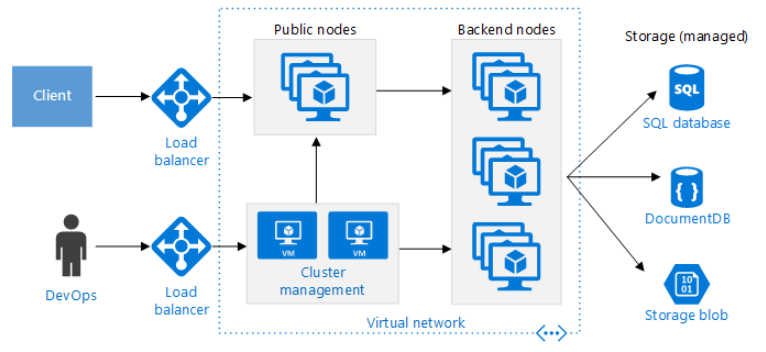 Public nodes
Backend nodes
Storage (managed)
Client
Load
balancer
SQL
SQL database
{ }
DocumentDB
VM
VM
Cluster
management
DevOps
Load
balancer
10
01
Storage blob
Virtual network